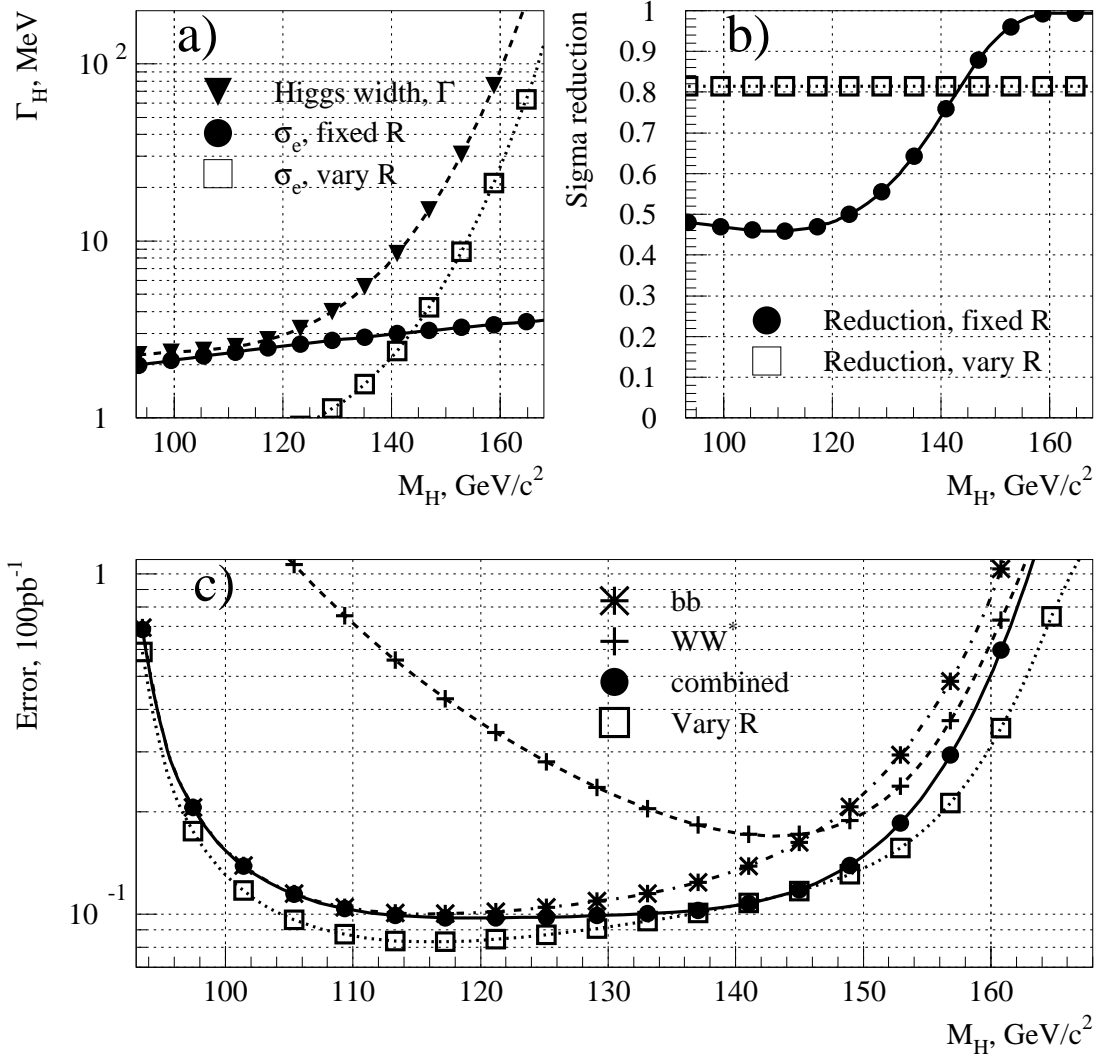 a)
Γ_H, MeV
10^2
10
1
Higgs width, Γ
σ_e, fixed R
σ_e, vary R
100 120 140 160
M_H, GeV/c^2
b)
Sigma reduction
1
0.9
0.8
0.7
0.6
0.5
0.4
0.3
0.2
0.1
0
Reduction, fixed R
Reduction, vary R
100 120 140 160
M_H, GeV/c^2
c)
Error, 100pb^-1
1
10^-1
bb
WW^*
combined
Vary R
100 110 120 130 140 150 160
M_H, GeV/c^2